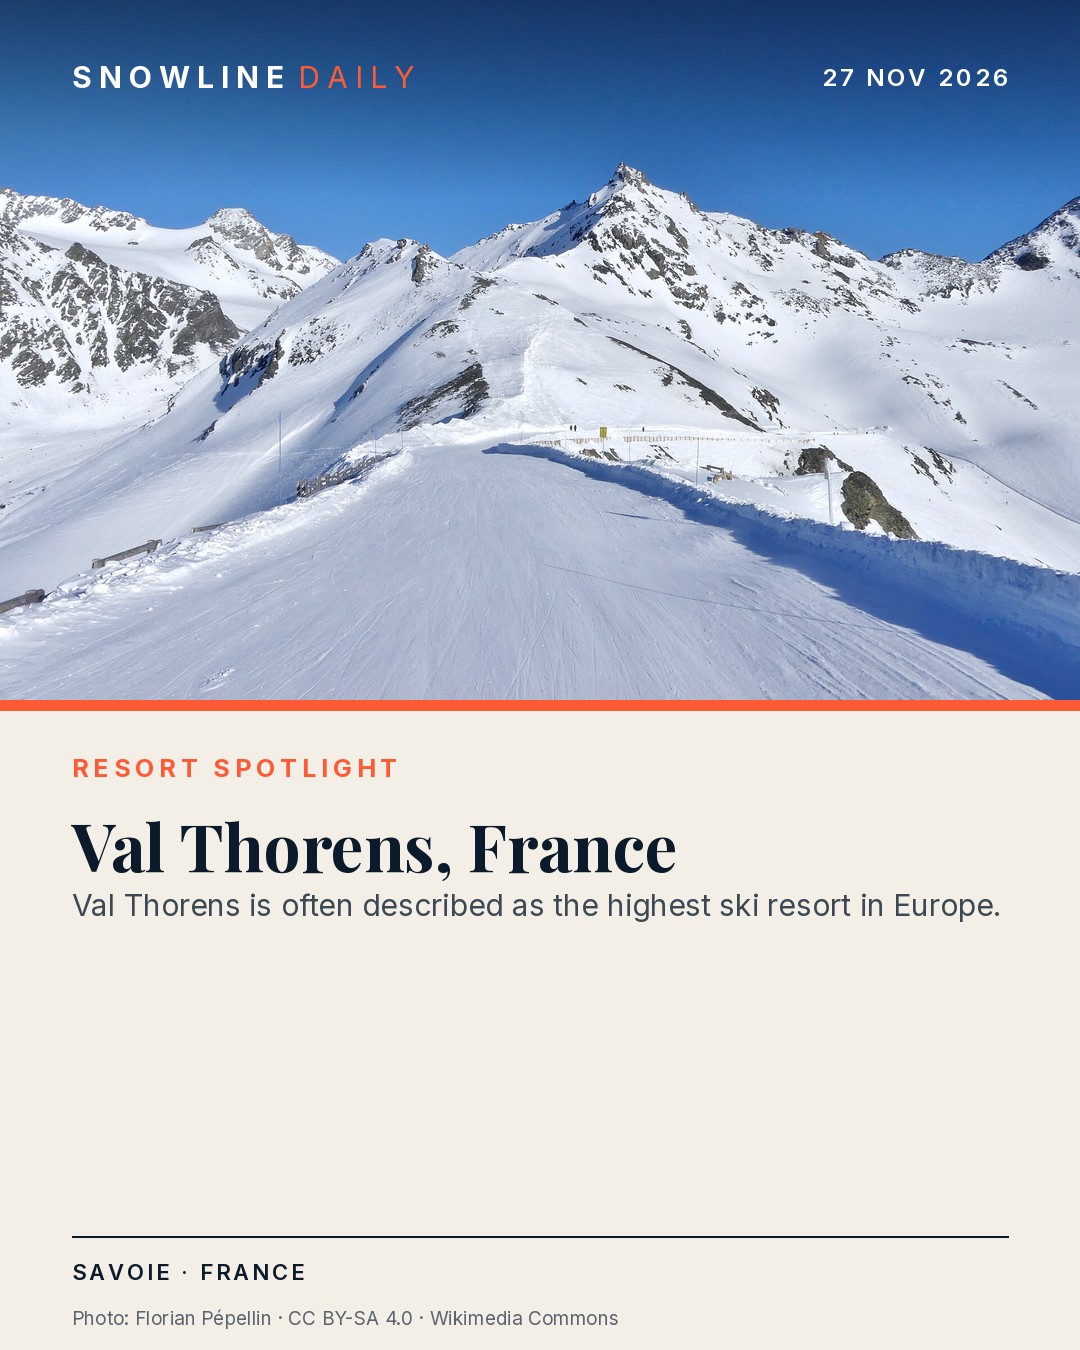 SNOWLINE DAILY
27 NOV 2026
RESORT SPOTLIGHT
Val Thorens, France
Val Thorens is often described as the highest ski resort in Europe.
SAVOIE · FRANCE
Photo: Florian Pépellin · CC BY-SA 4.0 · Wikimedia Commons